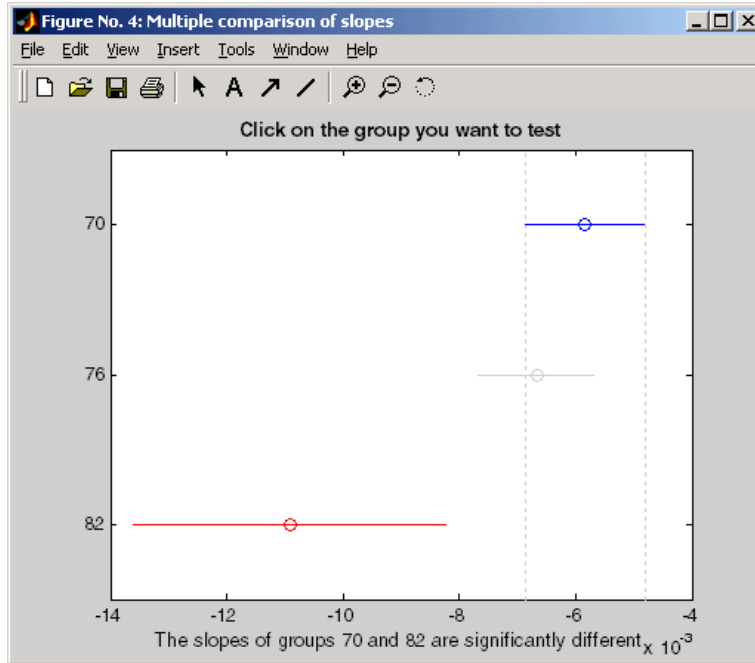 Figure No. 4: Multiple comparison of slopes
File Edit View Insert Tools Window Help
A
Click on the group you want to test
70
76
82
-14 -12 -10 -8 -6 -4
The slopes of groups 70 and 82 are significantly different
x 10⁻³